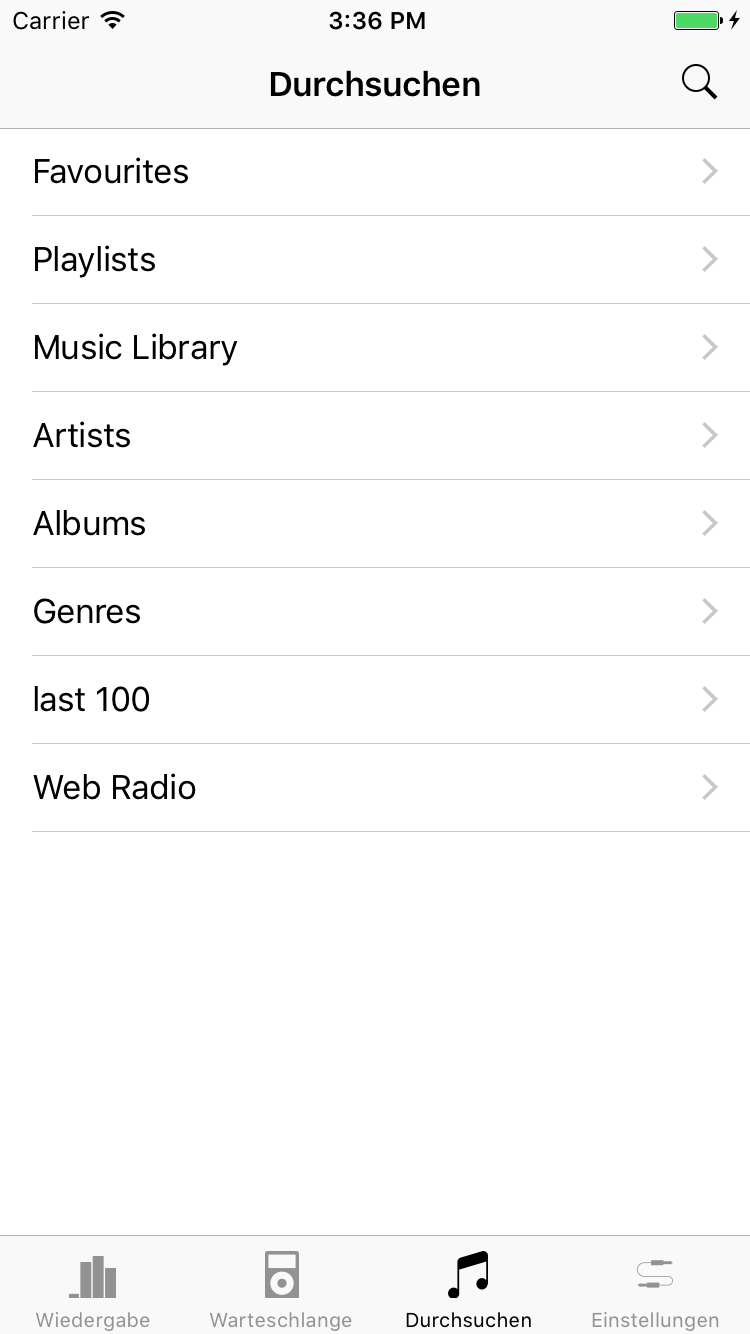 Carrier 3:36 PM
Durchsuchen
Favourites
Playlists
Music Library
Artists
Albums
Genres
last 100
Web Radio
Wiedergabe Warteschlange Durchsuchen Einstellungen